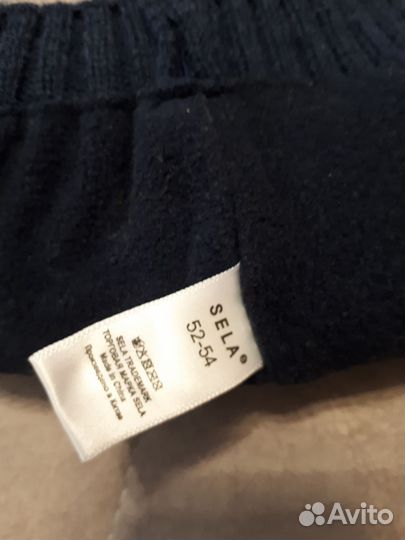 SELA®
52-54
SELA TRADEMARK
ТОРГОВАЯ МАРКА SELA
Made in China
Произведено в Китае
Avito